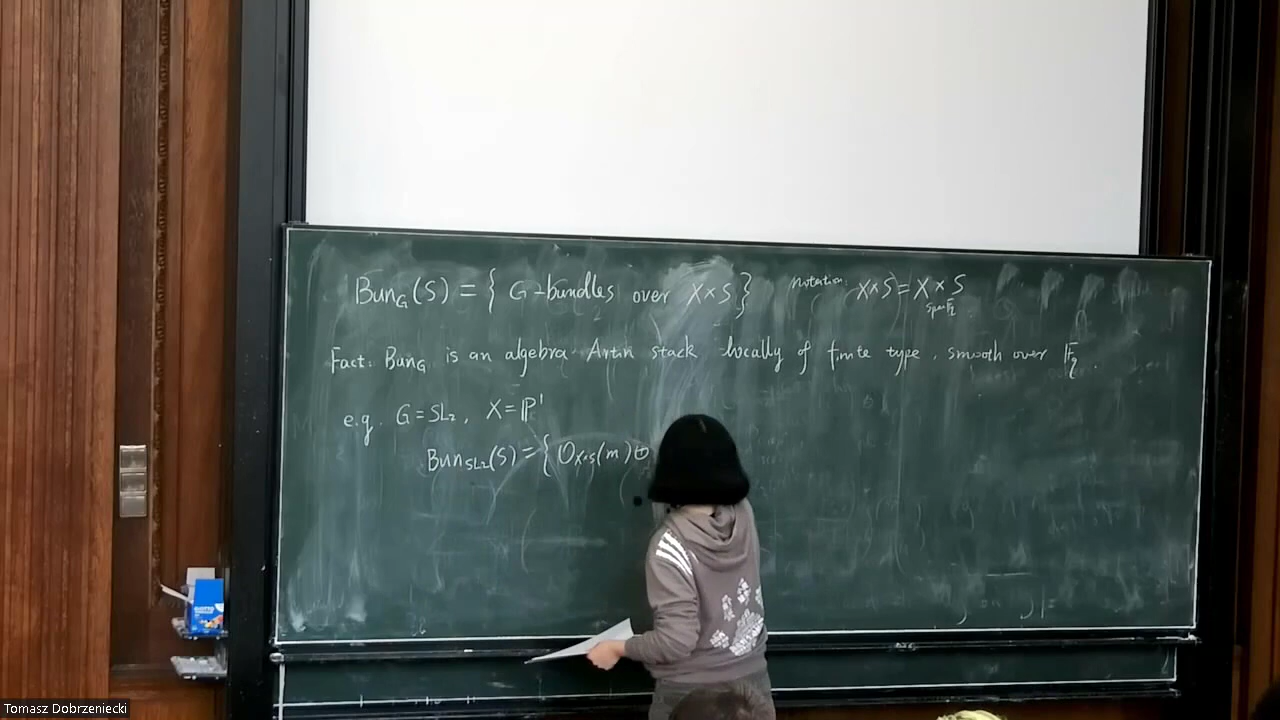 Bun_G(S) = { G-bundles over X×S } notation: X×S = X × S
Spec F_q
Fact: Bun_G is an algebra Artin stack locally of finite type, smooth over F_q.
e.g. G = SL_2, X = P^1
Bun_{SL_2}(S) = { O_{X×S}(m) ⊕
Tomasz Dobrzeniecki